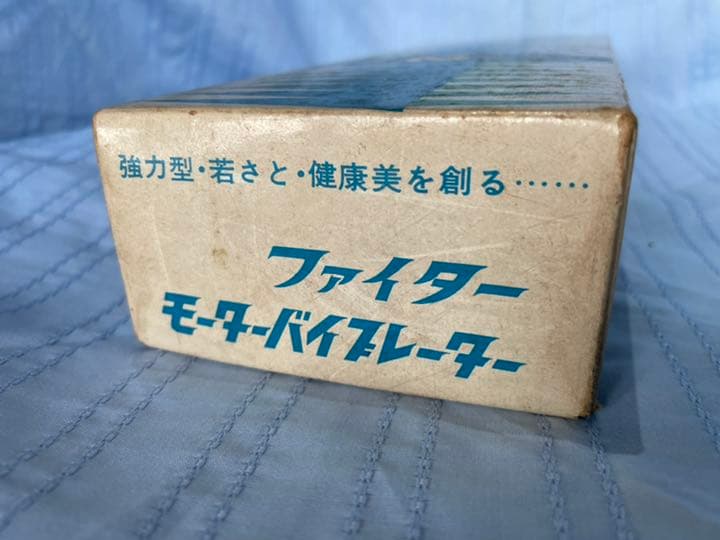 強力型・若さと・健康美を創る……
ファイター
モーターバイブレーター